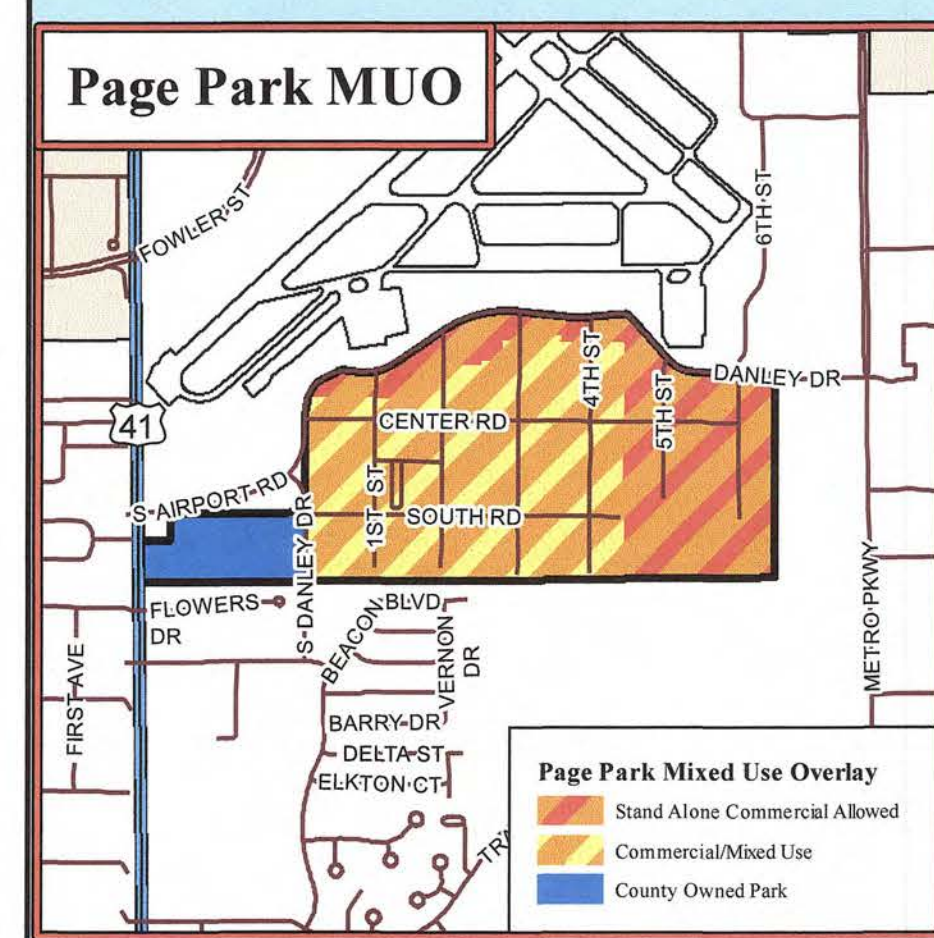 Page Park MUO
FOWLER ST
6TH ST
41
4TH ST
5TH ST
DANLEY DR
CENTER RD
S AIRPORT RD
1ST ST
SOUTH RD
S DANLEY DR
FLOWERS
DR
BEACON BLVD
VERNON
DR
FIRST AVE
METRO PKWY
BARRY DR
DELTA ST
ELKTON CT
Page Park Mixed Use Overlay
Stand Alone Commercial Allowed
Commercial/Mixed Use
County Owned Park